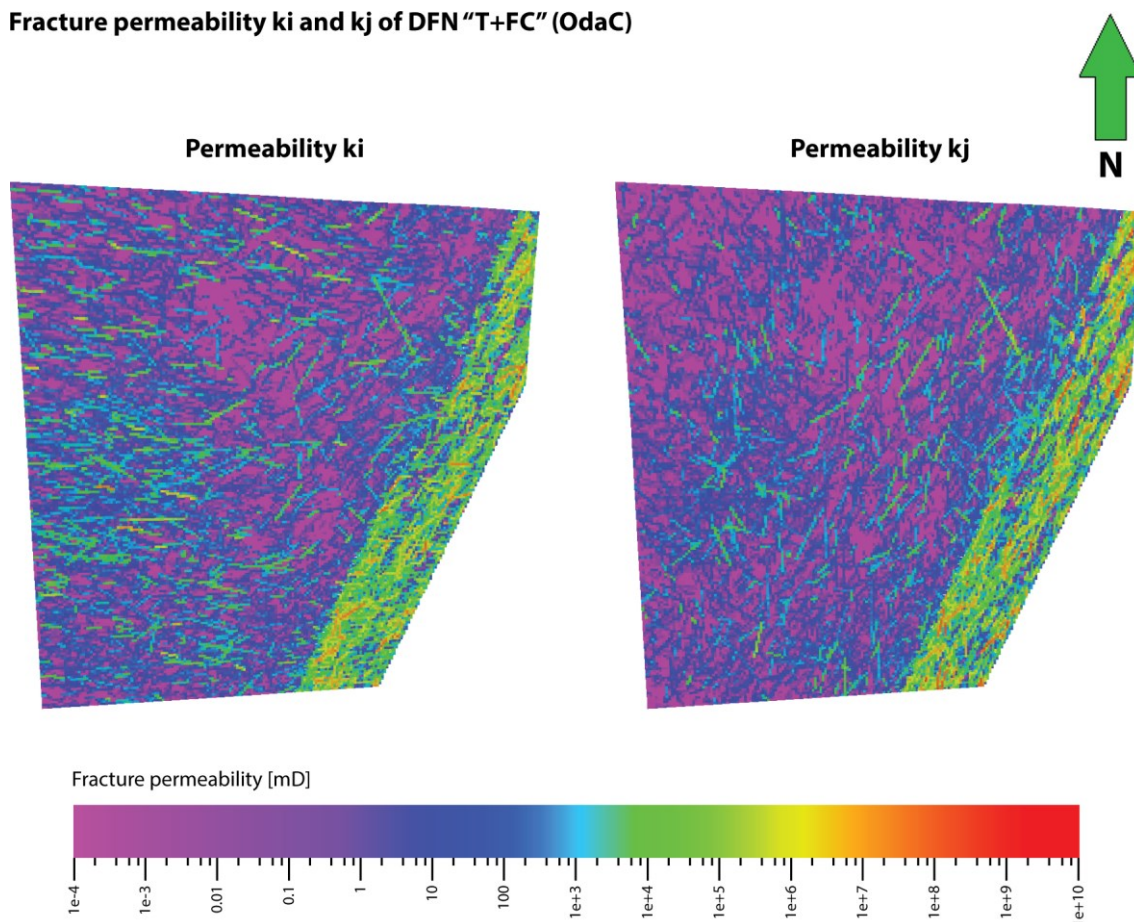 Fracture permeability ki and kj of DFN “T+FC” (OdaC)
N
Permeability ki
Permeability kj
Fracture permeability [mD]
1e-4
1e-3
0.01
0.1
1
10
100
1e+3
1e+4
1e+5
1e+6
1e+7
1e+8
1e+9
e+10